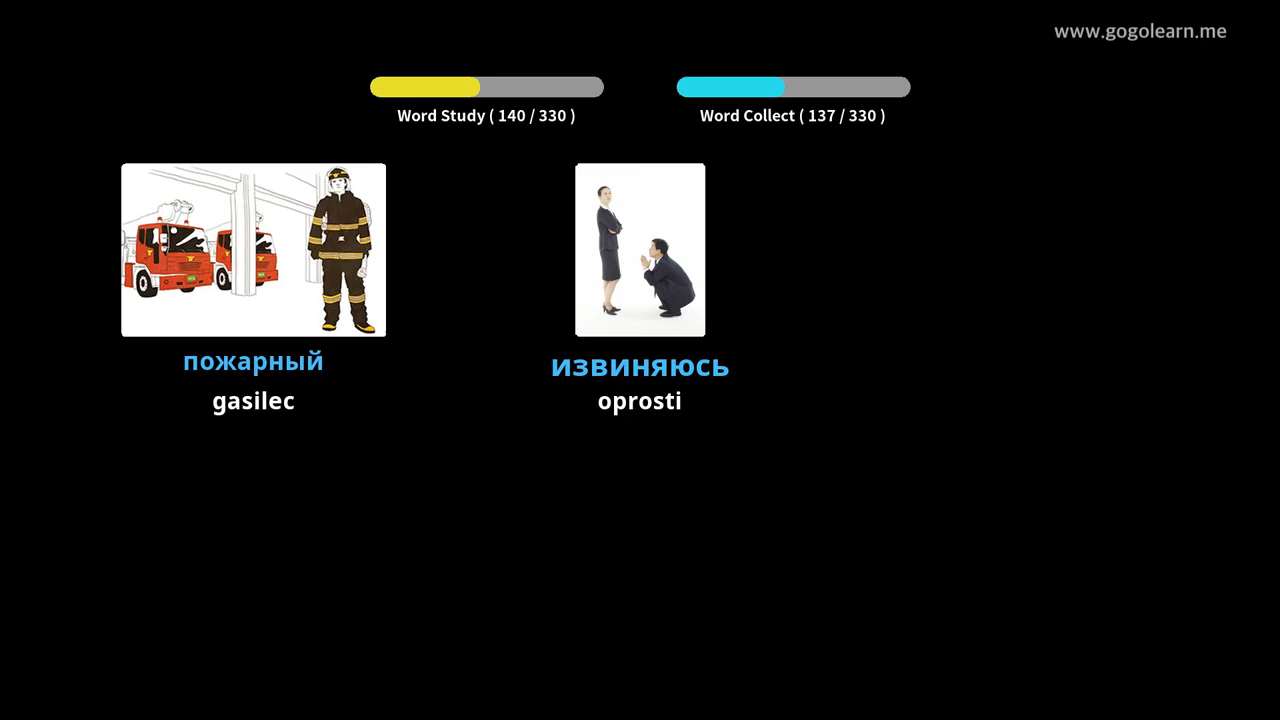 www.gogolearn.me
Word Study ( 140 / 330 )
Word Collect ( 137 / 330 )
пожарный
gasilec
извиняюсь
oprosti